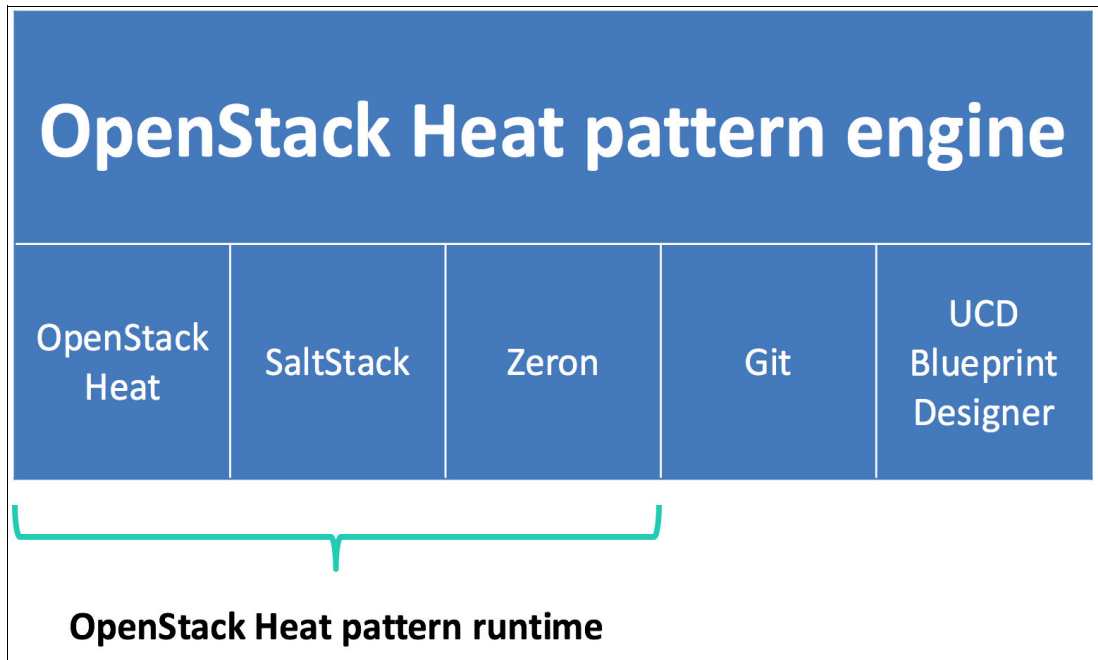 OpenStack Heat pattern engine
OpenStack
Heat
SaltStack
Zeron
Git
UCD
Blueprint
Designer
OpenStack Heat pattern runtime